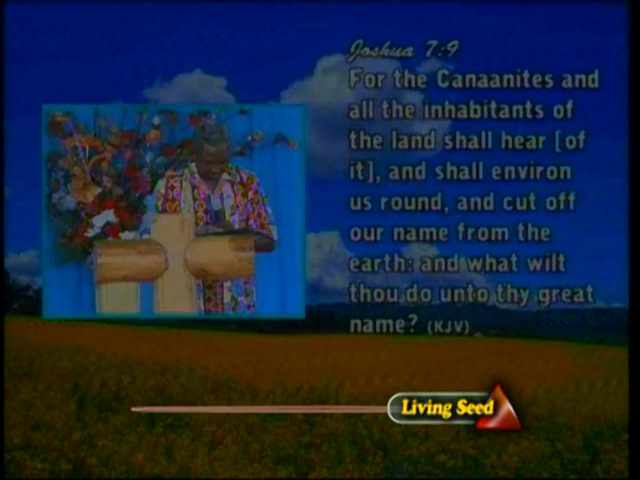 Joshua 7:9
For the Canaanites and
all the inhabitants of
the land shall hear [of
it], and shall environ
us round, and cut off
our name from the
earth: and what wilt
thou do unto thy great
name? (KJV)
Living Seed